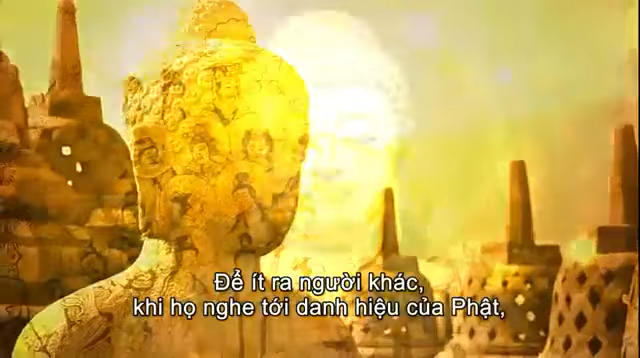 Để ít ra người khác,
khi họ nghe tới danh hiệu của Phật,